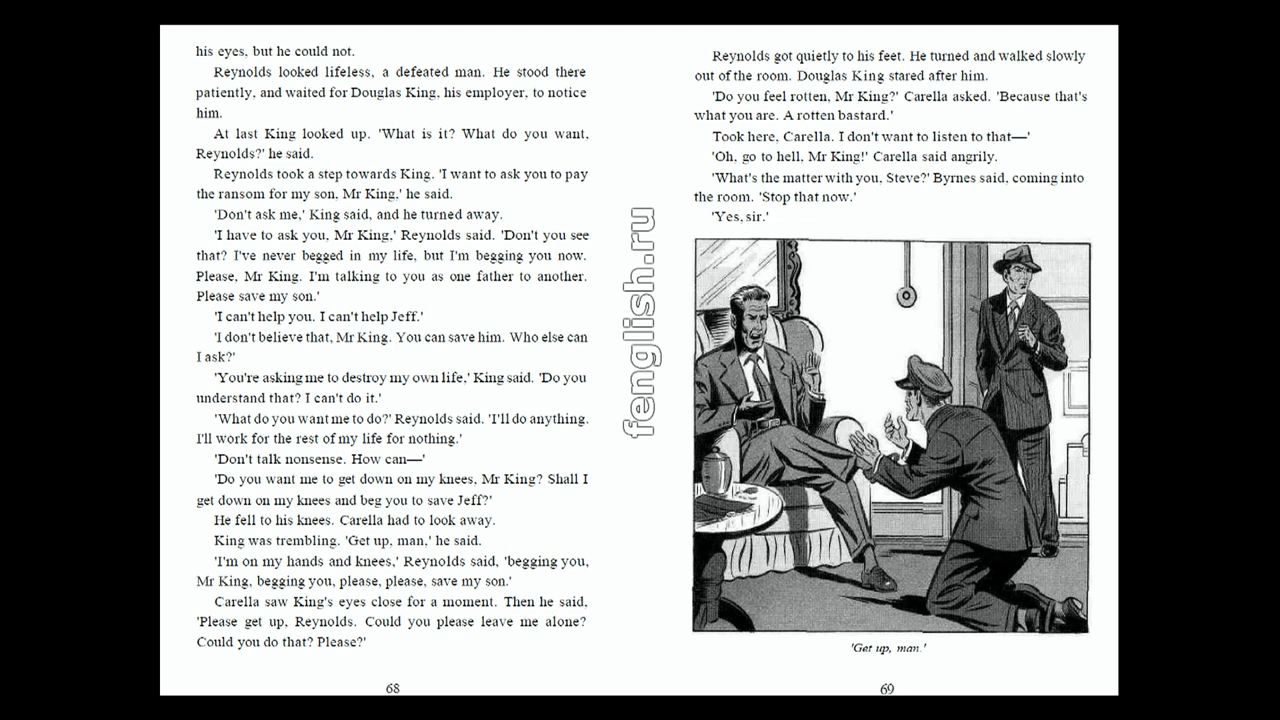 his eyes, but he could not.
Reynolds looked lifeless, a defeated man. He stood there
patiently, and waited for Douglas King, his employer, to notice
him.
At last King looked up. 'What is it? What do you want,
Reynolds?' he said.
Reynolds took a step towards King. 'I want to ask you to pay
the ransom for my son, Mr King,' he said.
'Don't ask me,' King said, and he turned away.
'I have to ask you, Mr King,' Reynolds said. 'Don't you see
that? I've never begged in my life, but I'm begging you now.
Please, Mr King. I'm talking to you as one father to another.
Please save my son.'
'I can't help you. I can't help Jeff.'
'I don't believe that, Mr King. You can save him. Who else can
I ask?'
'You're asking me to destroy my own life,' King said. 'Do you
understand that? I can't do it.'
'What do you want me to do?' Reynolds said. 'I'll do anything.
I'll work for the rest of my life for nothing.'
'Don't talk nonsense. How can—'
'Do you want me to get down on my knees, Mr King? Shall I
get down on my knees and beg you to save Jeff?'
He fell to his knees. Carella had to look away.
King was trembling. 'Get up, man,' he said.
'I'm on my hands and knees,' Reynolds said, 'begging you,
Mr King, begging you, please, please, save my son.'
Carella saw King's eyes close for a moment. Then he said,
'Please get up, Reynolds. Could you please leave me alone?
Could you do that? Please?'
68
fenglish.ru
Reynolds got quietly to his feet. He turned and walked slowly
out of the room. Douglas King stared after him.
'Do you feel rotten, Mr King?' Carella asked. 'Because that's
what you are. A rotten bastard.'
Took here, Carella. I don't want to listen to that—'
'Oh, go to hell, Mr King!' Carella said angrily.
'What's the matter with you, Steve?' Byrnes said, coming into
the room. 'Stop that now.'
'Yes, sir.'
'Get up, man.'
69